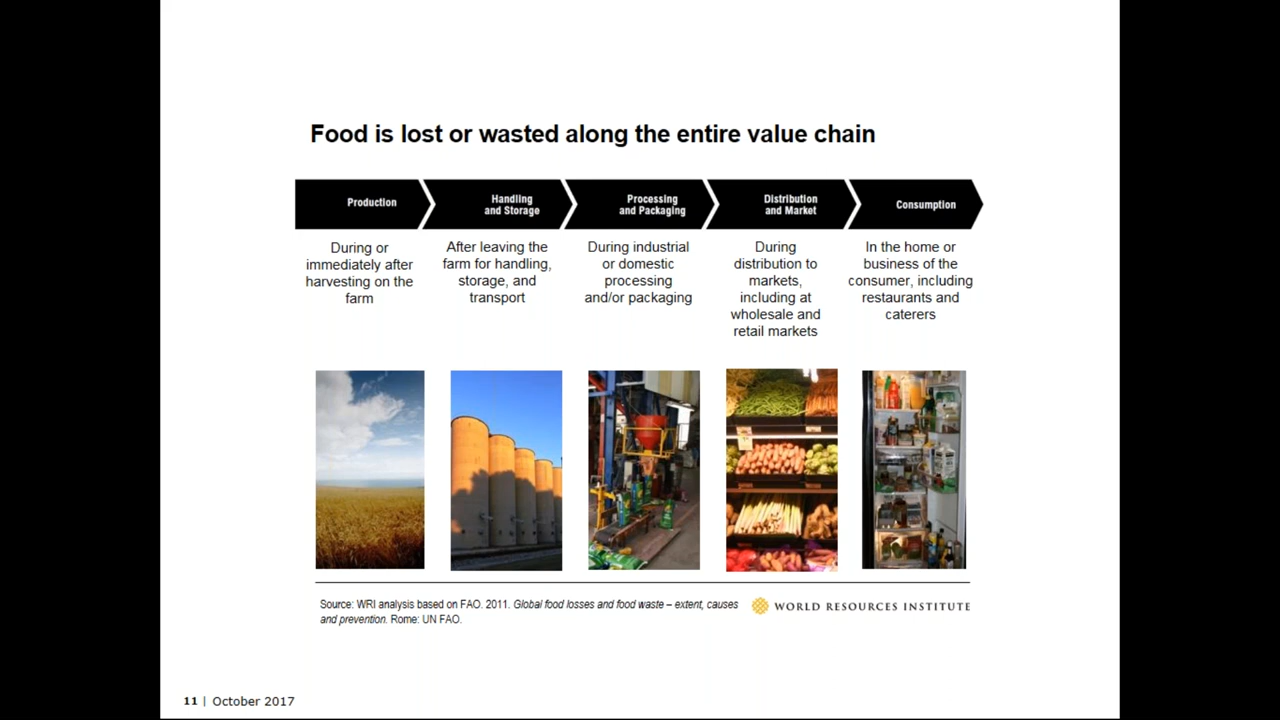 Food is lost or wasted along the entire value chain
Production
Handling
and Storage
Processing
and Packaging
Distribution
and Market
Consumption
During or
immediately after
harvesting on the
farm
After leaving the
farm for handling,
storage, and
transport
During industrial
or domestic
processing
and/or packaging
During
distribution to
markets,
including at
wholesale and
retail markets
In the home or
business of the
consumer, including
restaurants and
caterers
Source: WRI analysis based on FAO. 2011. Global food losses and food waste – extent, causes
and prevention. Rome: UN FAO.
WORLD RESOURCES INSTITUTE
11 | October 2017